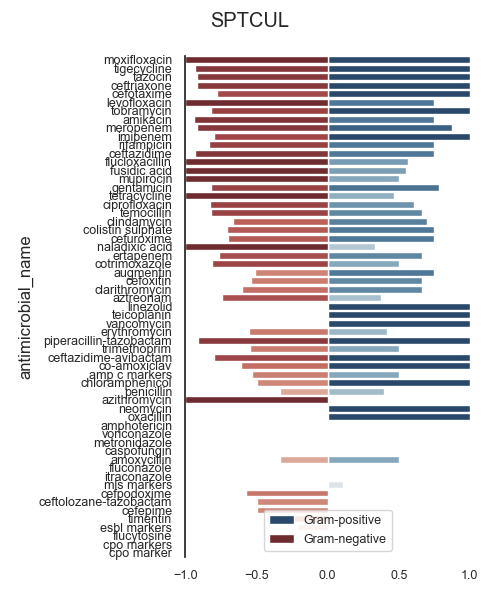 SPTCUL
antimicrobial_name
moxifloxacin
tigecycline
tazocin
ceftriaxone
cefotaxime
levofloxacin
tobramycin
amikacin
meropenem
imipenem
rifampicin
ceftazidime
flucloxacillin
fusidic acid
mupirocin
gentamicin
tetracycline
ciprofloxacin
temocillin
clindamycin
colistin sulphate
cefuroxime
naladixic acid
ertapenem
cotrimoxazole
augmentin
cefoxitin
clarithromycin
aztreonam
linezolid
teicoplanin
vancomycin
erythromycin
piperacillin-tazobactam
trimethoprim
ceftazidime-avibactam
co-amoxiclav
amp c markers
chloramphenicol
penicillin
azithromycin
neomycin
oxacillin
amphotericin
voriconazole
metronidazole
caspofungin
amoxycillin
fluconazole
itraconazole
mls markers
cefpodoxime
ceftolozane-tazobactam
cefepime
timentin
esbl markers
flucytosine
cpo markers
cpo marker
Gram-positive
Gram-negative
−1.0 −0.5 0.0 0.5 1.0